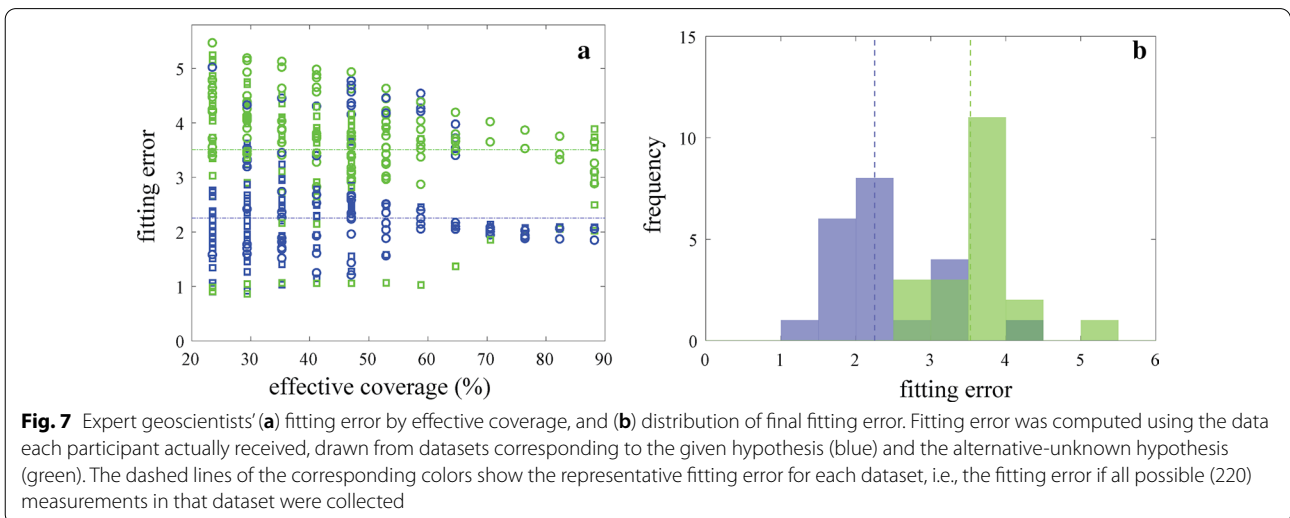 a
fitting error
5
4
3
2
1
0
20 30 40 50 60 70 80 90
effective coverage (%)
b
frequency
15
10
5
0
0 1 2 3 4 5 6
fitting error
Fig. 7 Expert geoscientists’ (a) fitting error by effective coverage, and (b) distribution of final fitting error. Fitting error was computed using the data
each participant actually received, drawn from datasets corresponding to the given hypothesis (blue) and the alternative-unknown hypothesis
(green). The dashed lines of the corresponding colors show the representative fitting error for each dataset, i.e., the fitting error if all possible (220)
measurements in that dataset were collected